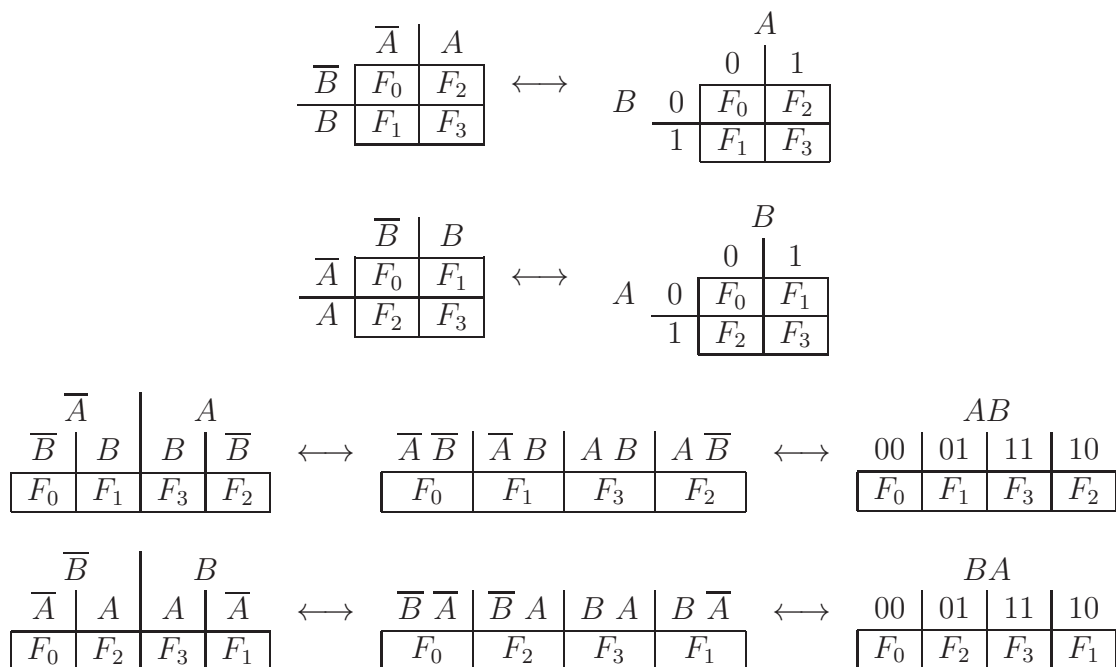 A̅ A
B̅ F₀ F₂
B F₁ F₃
⟷
A
0 1
B 0 F₀ F₂
1 F₁ F₃
B̅ B
A̅ F₀ F₁
A F₂ F₃
⟷
B
0 1
A 0 F₀ F₁
1 F₂ F₃
A̅ A
B̅ B B B̅
F₀ F₁ F₃ F₂
⟷
A̅ B̅ A̅ B A B A B̅
F₀ F₁ F₃ F₂
⟷
AB
00 01 11 10
F₀ F₁ F₃ F₂
B̅ B
A̅ A A A̅
F₀ F₂ F₃ F₁
⟷
B̅ A̅ B̅ A B A B A̅
F₀ F₂ F₃ F₁
⟷
BA
00 01 11 10
F₀ F₂ F₃ F₁